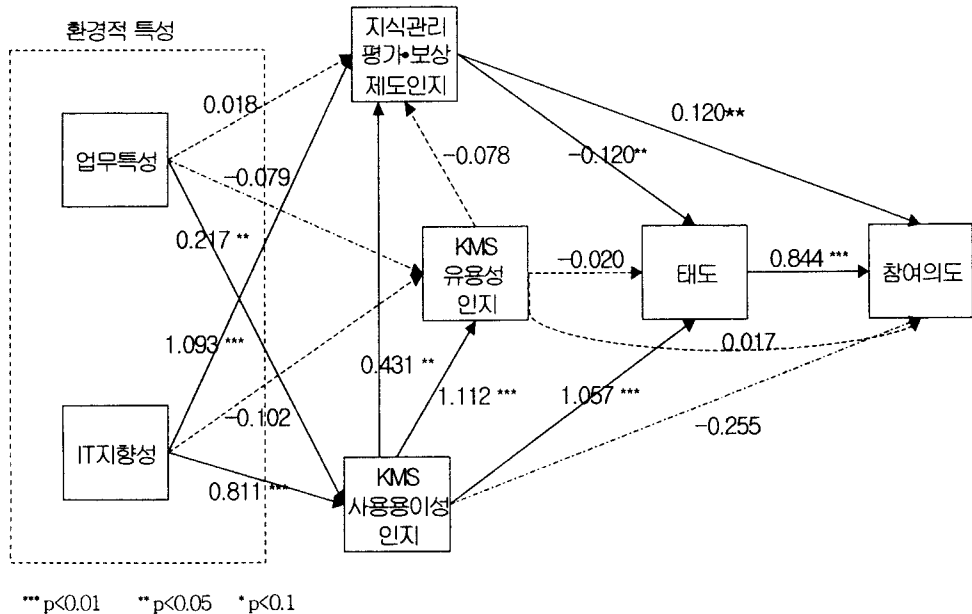 환경적 특성
지식관리
평가•보상
제도인지
0.018
0.120**
업무특성
-0.079
-0.078
-0.120**
0.217 **
KMS
유용성
인지
-0.020
태도
0.844 ***
참여의도
1.093 ***
0.431 **
0.017
1.112 ***
1.057 ***
-0.102
-0.255
IT지향성
0.811 ***
KMS
사용용이성
인지
*** p<0.01 ** p<0.05 * p<0.1